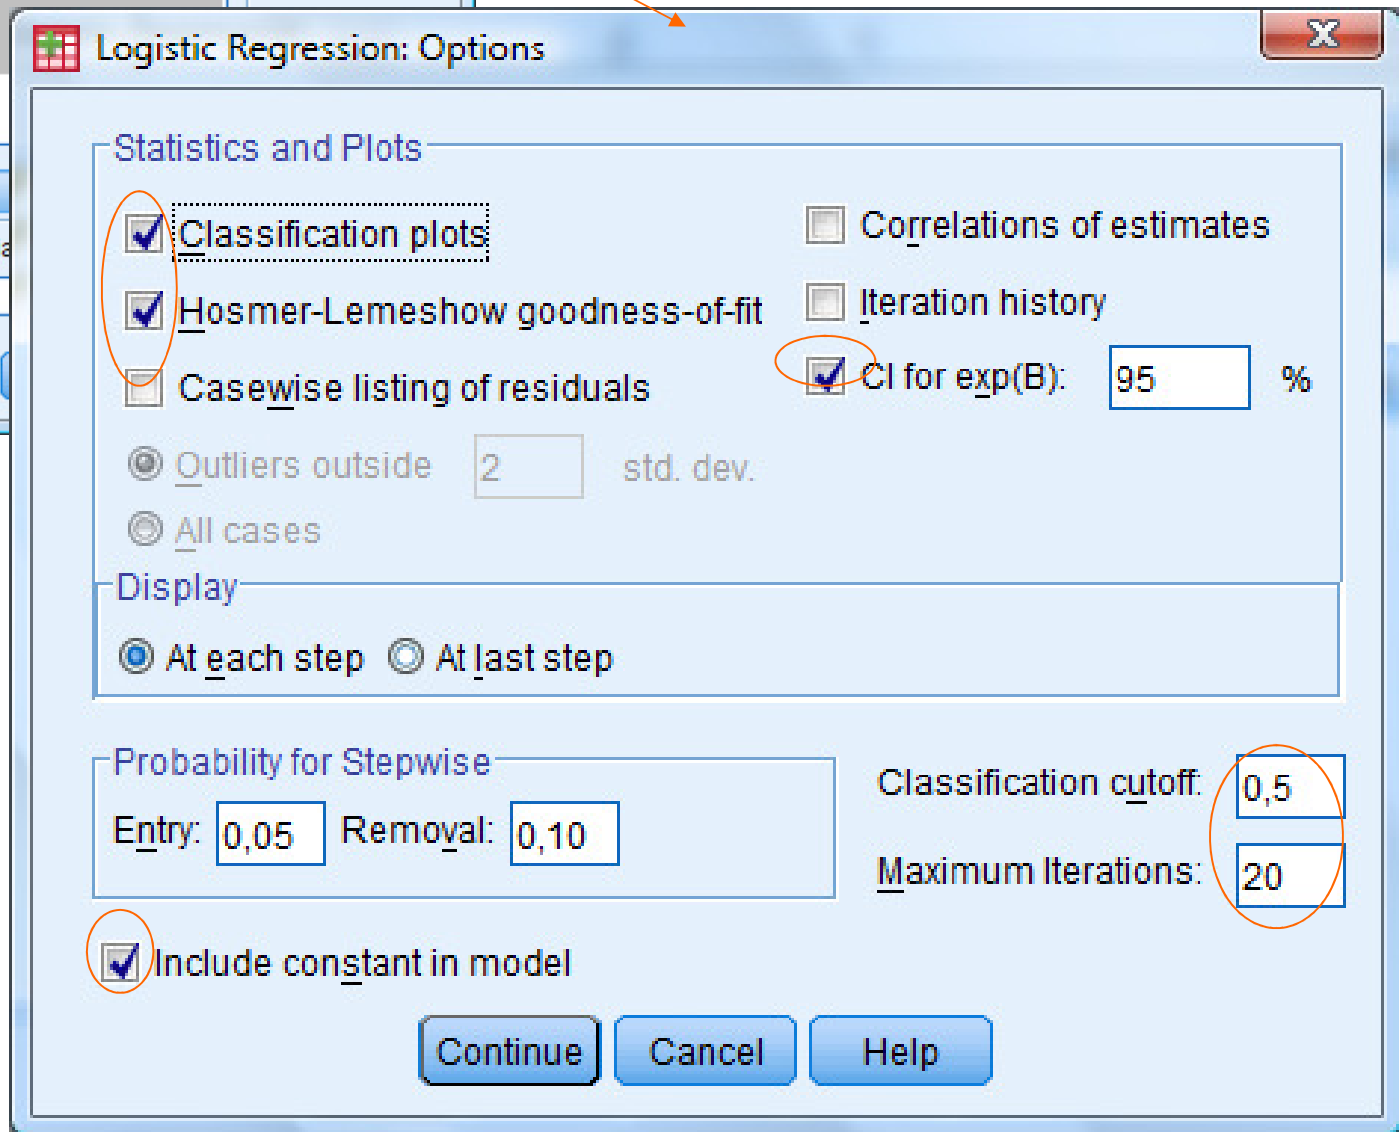 Logistic Regression: Options
Statistics and Plots
Classification plots
Correlations of estimates
Hosmer-Lemeshow goodness-of-fit
Iteration history
Casewise listing of residuals
CI for exp(B): 95 %
Outliers outside 2 std. dev.
All cases
Display
At each step At last step
Probability for Stepwise
Entry: 0,05 Removal: 0,10
Classification cutoff: 0,5
Maximum Iterations: 20
Include constant in model
Continue Cancel Help